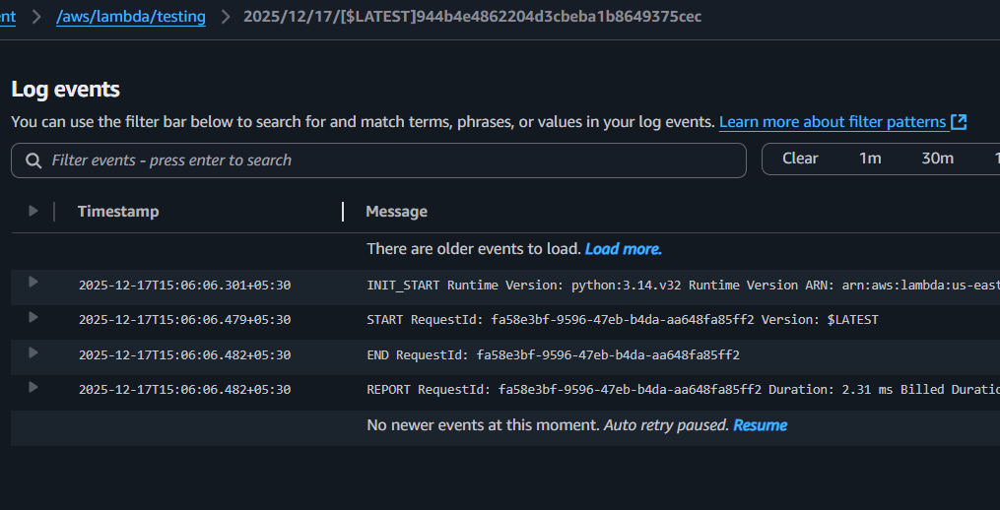 nt > /aws/lambda/testing > 2025/12/17/[$LATEST]944b4e4862204d3cbeba1b8649375cec
Log events
You can use the filter bar below to search for and match terms, phrases, or values in your log events. Learn more about filter patterns
Filter events - press enter to search Clear 1m 30m 1
Timestamp Message
There are older events to load. Load more.
2025-12-17T15:06:06.301+05:30 INIT_START Runtime Version: python:3.14.v32 Runtime Version ARN: arn:aws:lambda:us-east
2025-12-17T15:06:06.479+05:30 START RequestId: fa58e3bf-9596-47eb-b4da-aa648fa85ff2 Version: $LATEST
2025-12-17T15:06:06.482+05:30 END RequestId: fa58e3bf-9596-47eb-b4da-aa648fa85ff2
2025-12-17T15:06:06.482+05:30 REPORT RequestId: fa58e3bf-9596-47eb-b4da-aa648fa85ff2 Duration: 2.31 ms Billed Duratio
No newer events at this moment. Auto retry paused. Resume